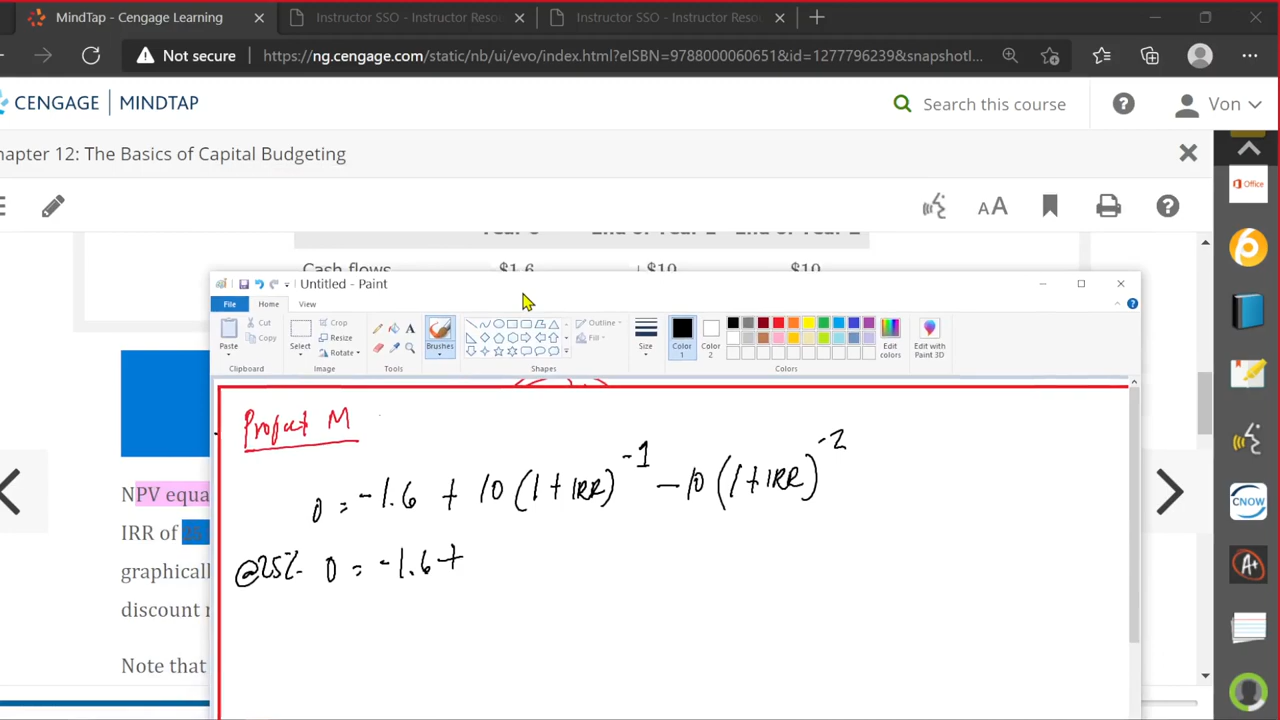 MindTap - Cengage Learning
Instructor SSO - Instructor Reso
Instructor SSO - Instructor Reso
Not secure
https://ng.cengage.com/static/nb/ui/evo/index.html?eISBN=9788000060651&id=1277796239&snapshotI...
CENGAGE MINDTAP
Search this course
Von
hapter 12: The Basics of Capital Budgeting
AA
Office
Cash flows $1.6 +$10 $10
Untitled - Paint
File Home View
Paste
Cut
Copy
Clipboard
Select
Crop
Resize
Rotate
Image
Tools
Brushes
Outline
Fill
Shapes
Size
Color 1
Color 2
Edit colors
Edit with Paint 3D
Colors
Project M
0 = -1.6 + 10(1+IRR)^-1 - 10(1+IRR)^-2
@25% 0 = -1.6 +
NPV equa
IRR of
graphicall
discount r
Note that
CNOW
A+